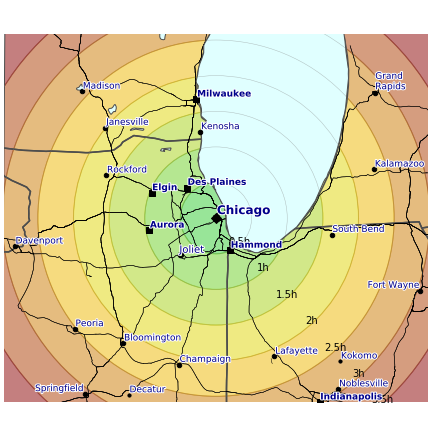 Grand
Rapids
Madison
Milwaukee
Janesville
Kenosha
Kalamazoo
Rockford
Des Plaines
Elgin
Chicago
Aurora
South Bend
Davenport
0.5h
Hammond
Joliet
1h
Fort Wayne
1.5h
Peoria
2h
Bloomington
2.5h
Lafayette
Kokomo
Champaign
3h
Noblesville
Springfield
Decatur
Indianapolis
3.5h